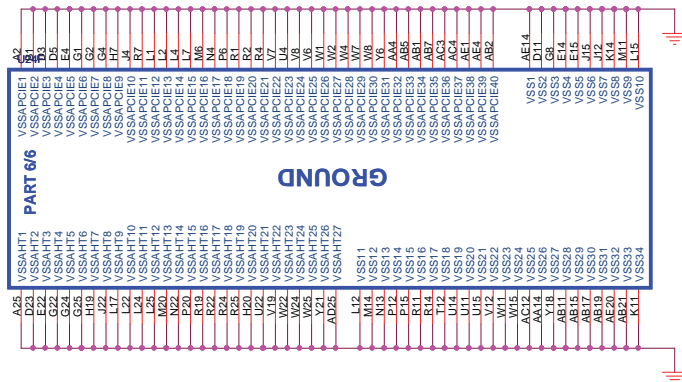 A2
B1
D3
D5
E4
G1
G2
G4
H7
J4
R7
L1
L2
L4
L7
M6
N4
P6
R1
R2
R4
V7
U4
V8
V6
W1
W2
W4
W7
W8
Y6
AA4
AB5
AB1
AB7
AC3
AC4
AE1
AE4
AB2
AE14
D11
G8
E14
E15
J15
J12
K14
M11
L15
U24F
VSSAPCIE1
VSSAPCIE2
VSSAPCIE3
VSSAPCIE4
VSSAPCIE5
VSSAPCIE6
VSSAPCIE7
VSSAPCIE8
VSSAPCIE9
VSSAPCIE10
VSSAPCIE11
VSSAPCIE12
VSSAPCIE13
VSSAPCIE14
VSSAPCIE15
VSSAPCIE16
VSSAPCIE17
VSSAPCIE18
VSSAPCIE19
VSSAPCIE20
VSSAPCIE21
VSSAPCIE22
VSSAPCIE23
VSSAPCIE24
VSSAPCIE25
VSSAPCIE26
VSSAPCIE27
VSSAPCIE28
VSSAPCIE29
VSSAPCIE30
VSSAPCIE31
VSSAPCIE32
VSSAPCIE33
VSSAPCIE34
VSSAPCIE35
VSSAPCIE36
VSSAPCIE37
VSSAPCIE38
VSSAPCIE39
VSSAPCIE40
VSS1
VSS2
VSS3
VSS4
VSS5
VSS6
VSS7
VSS8
VSS9
VSS10
PART 6/6
GROUND
VSSAHT1
VSSAHT2
VSSAHT3
VSSAHT4
VSSAHT5
VSSAHT6
VSSAHT7
VSSAHT8
VSSAHT9
VSSAHT10
VSSAHT11
VSSAHT12
VSSAHT13
VSSAHT14
VSSAHT15
VSSAHT16
VSSAHT17
VSSAHT18
VSSAHT19
VSSAHT20
VSSAHT21
VSSAHT22
VSSAHT23
VSSAHT24
VSSAHT25
VSSAHT26
VSSAHT27
VSS11
VSS12
VSS13
VSS14
VSS15
VSS16
VSS17
VSS18
VSS19
VSS20
VSS21
VSS22
VSS23
VSS24
VSS25
VSS26
VSS27
VSS28
VSS29
VSS30
VSS31
VSS32
VSS33
VSS34
A25
D23
E22
G22
G24
G25
H19
J22
L17
L22
L24
L25
M20
N22
P20
R19
R22
R24
R25
H20
U22
V19
W22
W24
W25
Y21
AD25
L12
M14
N13
P12
P15
R11
R14
T12
U14
U11
U15
V12
W11
W15
AC12
AA14
Y18
AB11
AB15
AB17
AB19
AE20
AB21
K11